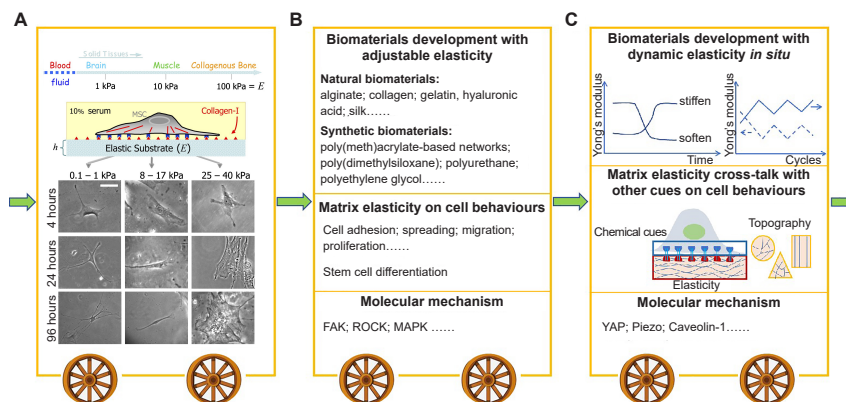 A
Solid Tissues
Blood Brain Muscle Collagenous Bone
fluid
1 kPa 10 kPa 100 kPa = E
10% serum
MSC
Collagen-I
h
Elastic Substrate (E)
0.1 – 1 kPa 8 – 17 kPa 25 – 40 kPa
4 hours
24 hours
96 hours
B
Biomaterials development with
adjustable elasticity
Natural biomaterials:
alginate; collagen; gelatin, hyaluronic
acid; silk......
Synthetic biomaterials:
poly(meth)acrylate-based networks;
poly(dimethylsiloxane); polyurethane;
polyethylene glycol......
Matrix elasticity on cell behaviours
Cell adhesion; spreading; migration;
proliferation......
Stem cell differentiation
Molecular mechanism
FAK; ROCK; MAPK ......
C
Biomaterials development with
dynamic elasticity in situ
Yong's modulus
stiffen
soften
Time
Yong's modulus
Cycles
Matrix elasticity cross-talk with
other cues on cell behaviours
Chemical cues
Topography
Elasticity
Molecular mechanism
YAP; Piezo; Caveolin-1......